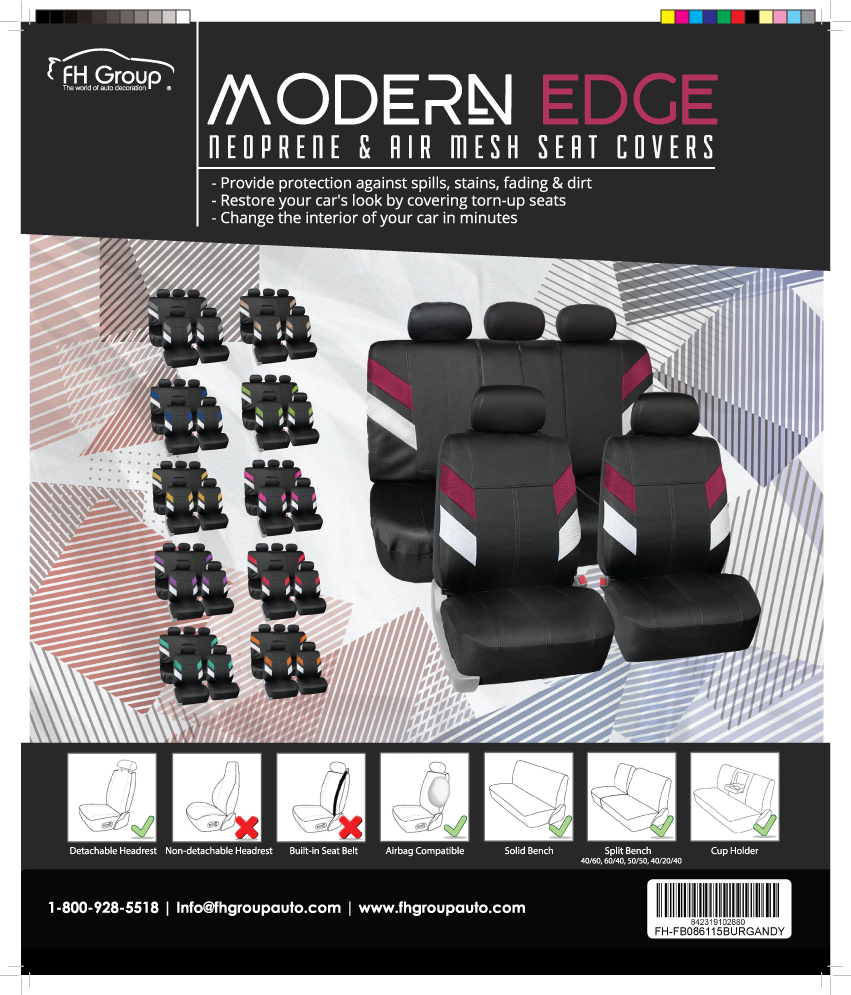 FH Group
The world of auto decoration ®
MODERN EDGE
NEOPRENE & AIR MESH SEAT COVERS
- Provide protection against spills, stains, fading & dirt
- Restore your car's look by covering torn-up seats
- Change the interior of your car in minutes
Detachable Headrest
Non-detachable Headrest
Built-in Seat Belt
Airbag Compatible
Solid Bench
Split Bench
40/60, 60/40, 50/50, 40/20/40
Cup Holder
1-800-928-5518 | Info@fhgroupauto.com | www.fhgroupauto.com
842319102880
FH-FB086115BURGANDY